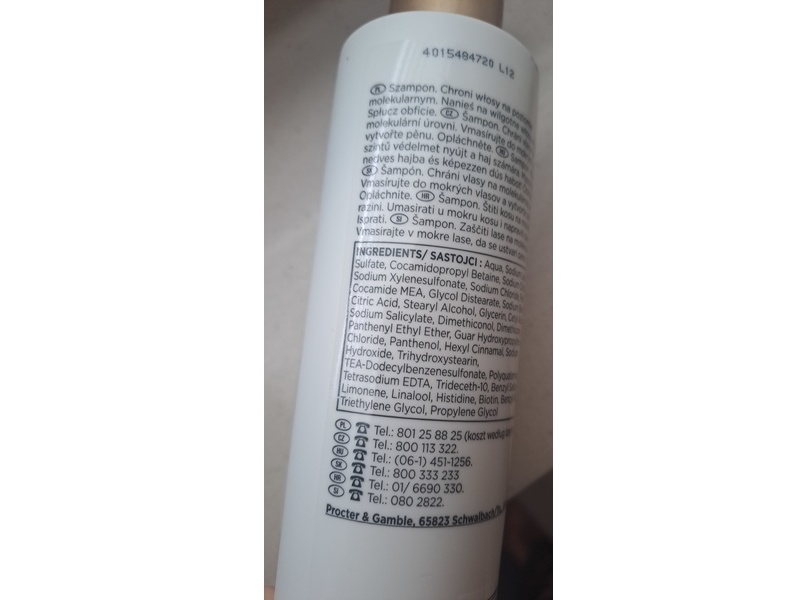 4015484720 L12
PL Szampon. Chroni włosy na
molekularnym. Nanieś na wilgotne
Spłucz obficie. CZ Šampon. Chrání
molekulární úrovni. Vmasírujte do
vytvořte pěnu. Opláchněte. HU
szintű védelmet nyújt a haj számára.
nedves hajba és képezzen dús habot.
SK Šampón. Chráni vlasy na
Vmasírujte do mokrých vlasov a
Opláchnite. HR Šampon. Štiti kosu na
razini. Umasirati u mokru kosu i
Isprati. SI Šampon. Zaščiti lase na
Vmasirajte v mokre lase, da se ustvari
INGREDIENTS/ SASTOJCI : Aqua,
Sulfate, Cocamidopropyl Betaine,
Sodium Xylenesulfonate, Sodium Chloride,
Cocamide MEA, Glycol Distearate,
Citric Acid, Stearyl Alcohol, Glycerin,
Sodium Salicylate, Dimethiconol,
Panthenyl Ethyl Ether, Guar
Chloride, Panthenol, Hexyl Cinnamal,
Hydroxide, Trihydroxystearin,
TEA-Dodecylbenzenesulfonate,
Tetrasodium EDTA, Trideceth-10, Benzyl
Limonene, Linalool, Histidine, Biotin,
Triethylene Glycol, Propylene Glycol
PL Tel.: 801 25 88 25 (koszt według
CZ Tel.: 800 113 322.
HU Tel.: (06-1) 451-1256.
SK Tel.: 800 333 233
HR Tel.: 01/ 6690 330.
SI Tel.: 080 2822.
Procter & Gamble, 65823 Schwalbach/Ts.